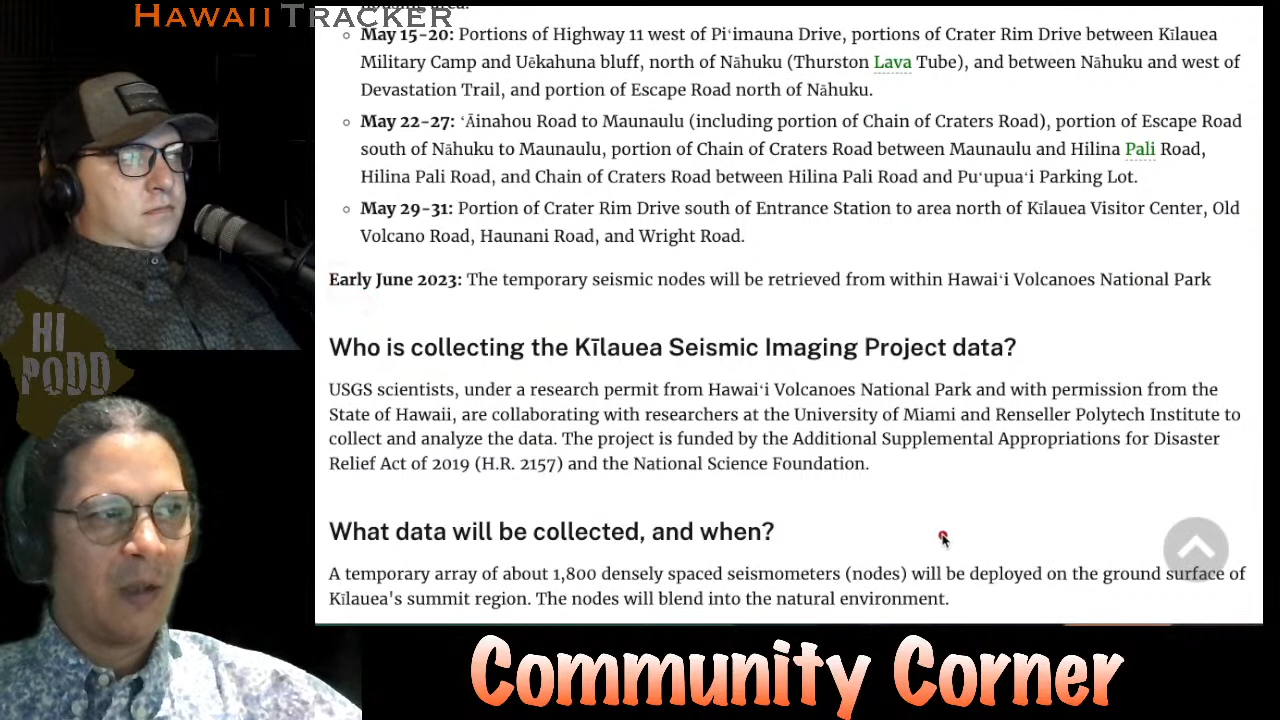 HAWAII TRACKER
housing area.
◦ May 15-20: Portions of Highway 11 west of Piʻimauna Drive, portions of Crater Rim Drive between Kīlauea
Military Camp and Uēkahuna bluff, north of Nāhuku (Thurston Lava Tube), and between Nāhuku and west of
Devastation Trail, and portion of Escape Road north of Nāhuku.
◦ May 22-27: ʻĀinahou Road to Maunaulu (including portion of Chain of Craters Road), portion of Escape Road
south of Nāhuku to Maunaulu, portion of Chain of Craters Road between Maunaulu and Hilina Pali Road,
Hilina Pali Road, and Chain of Craters Road between Hilina Pali Road and Puʻupuaʻi Parking Lot.
◦ May 29-31: Portion of Crater Rim Drive south of Entrance Station to area north of Kīlauea Visitor Center, Old
Volcano Road, Haunani Road, and Wright Road.
Early June 2023: The temporary seismic nodes will be retrieved from within Hawaiʻi Volcanoes National Park
HI
PODD
Who is collecting the Kīlauea Seismic Imaging Project data?
USGS scientists, under a research permit from Hawaiʻi Volcanoes National Park and with permission from the
State of Hawaii, are collaborating with researchers at the University of Miami and Renseller Polytech Institute to
collect and analyze the data. The project is funded by the Additional Supplemental Appropriations for Disaster
Relief Act of 2019 (H.R. 2157) and the National Science Foundation.
What data will be collected, and when?
A temporary array of about 1,800 densely spaced seismometers (nodes) will be deployed on the ground surface of
Kīlauea's summit region. The nodes will blend into the natural environment.
Community Corner